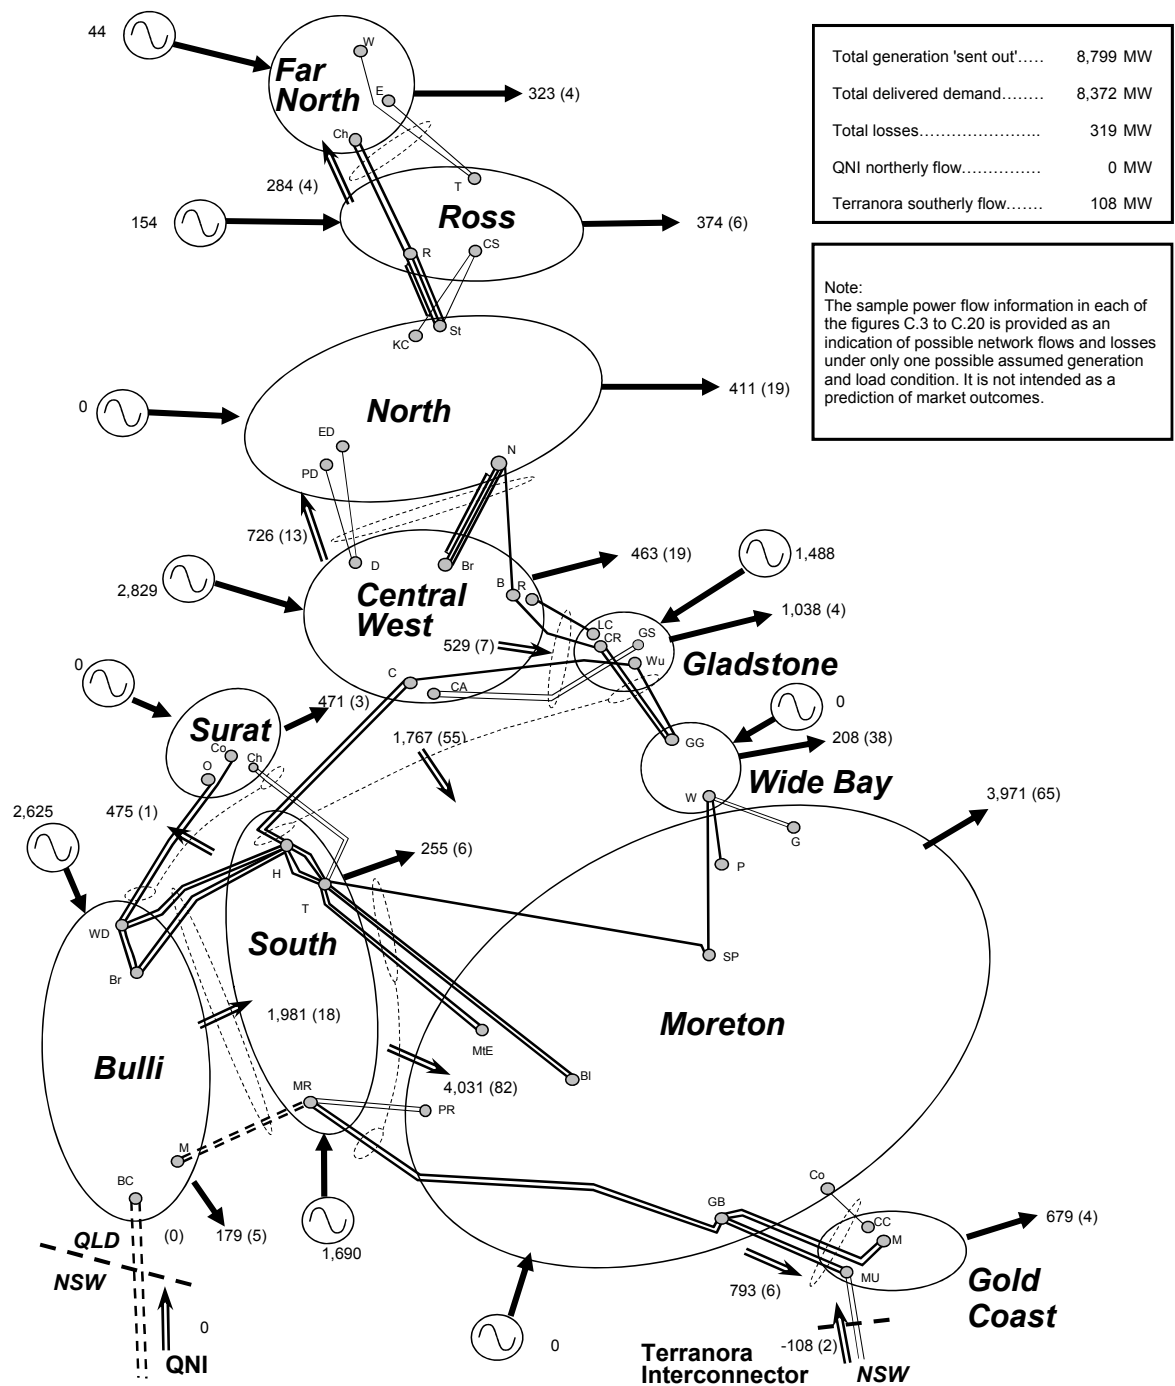 44
W
Far
North
E
323 (4)
Ch
284 (4)
T
Ross
154
374 (6)
R
CS
KC
St
0
North
411 (19)
ED
PD
N
726 (13)
D
Br
463 (19)
1,488
2,829
Central
West
B
R
1,038 (4)
LC
CR
GS
529 (7)
Wu
Gladstone
C
CA
0
471 (3)
Surat
Co
O
Ch
1,767 (55)
0
GG
208 (38)
Wide Bay
W
G
P
2,625
475 (1)
3,971 (65)
255 (6)
H
T
WD
Br
South
SP
1,981 (18)
Moreton
MtE
Bulli
4,031 (82)
BI
MR
PR
M
BC
179 (5)
(0)
QLD
NSW
1,690
0
QNI
0
Co
GB
CC
M
MU
679 (4)
793 (6)
Gold
Coast
-108 (2)
Terranora
Interconnector
NSW
Total generation 'sent out'..... 8,799 MW
Total delivered demand........ 8,372 MW
Total losses..................... 319 MW
QNI northerly flow.............. 0 MW
Terranora southerly flow....... 108 MW
Note:
The sample power flow information in each of
the figures C.3 to C.20 is provided as an
indication of possible network flows and losses
under only one possible assumed generation
and load condition. It is not intended as a
prediction of market outcomes.